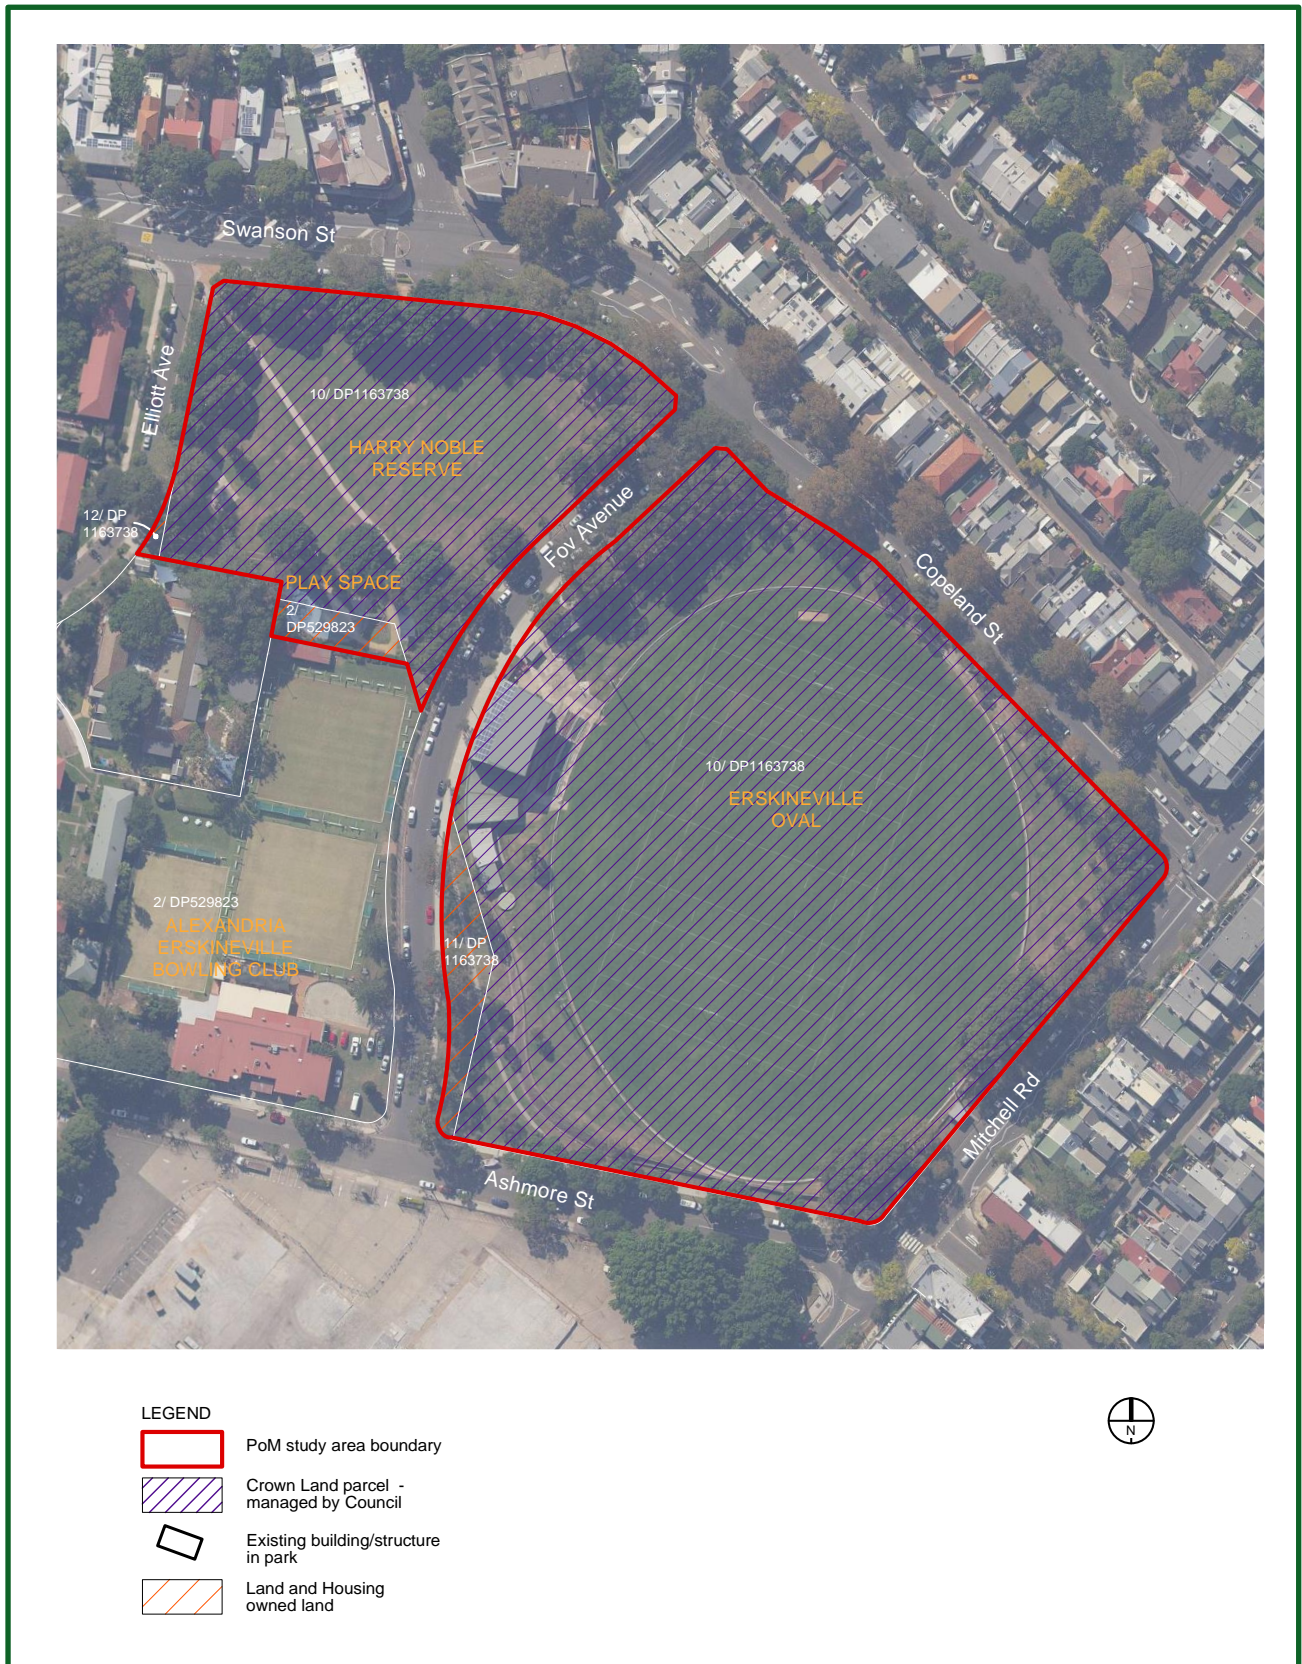 Swanson St
Elliott Ave
10/ DP1163738
HARRY NOBLE
RESERVE
12/ DP
1163738
Fov Avenue
PLAY SPACE
2/
DP529823
Copeland St
10/ DP1163738
ERSKINEVILLE
OVAL
2/ DP529823
ALEXANDRIA
ERSKINEVILLE
BOWLING CLUB
11/ DP
1163738
Mitchell Rd
Ashmore St
LEGEND
PoM study area boundary
Crown Land parcel -
managed by Council
Existing building/structure
in park
Land and Housing
owned land
N